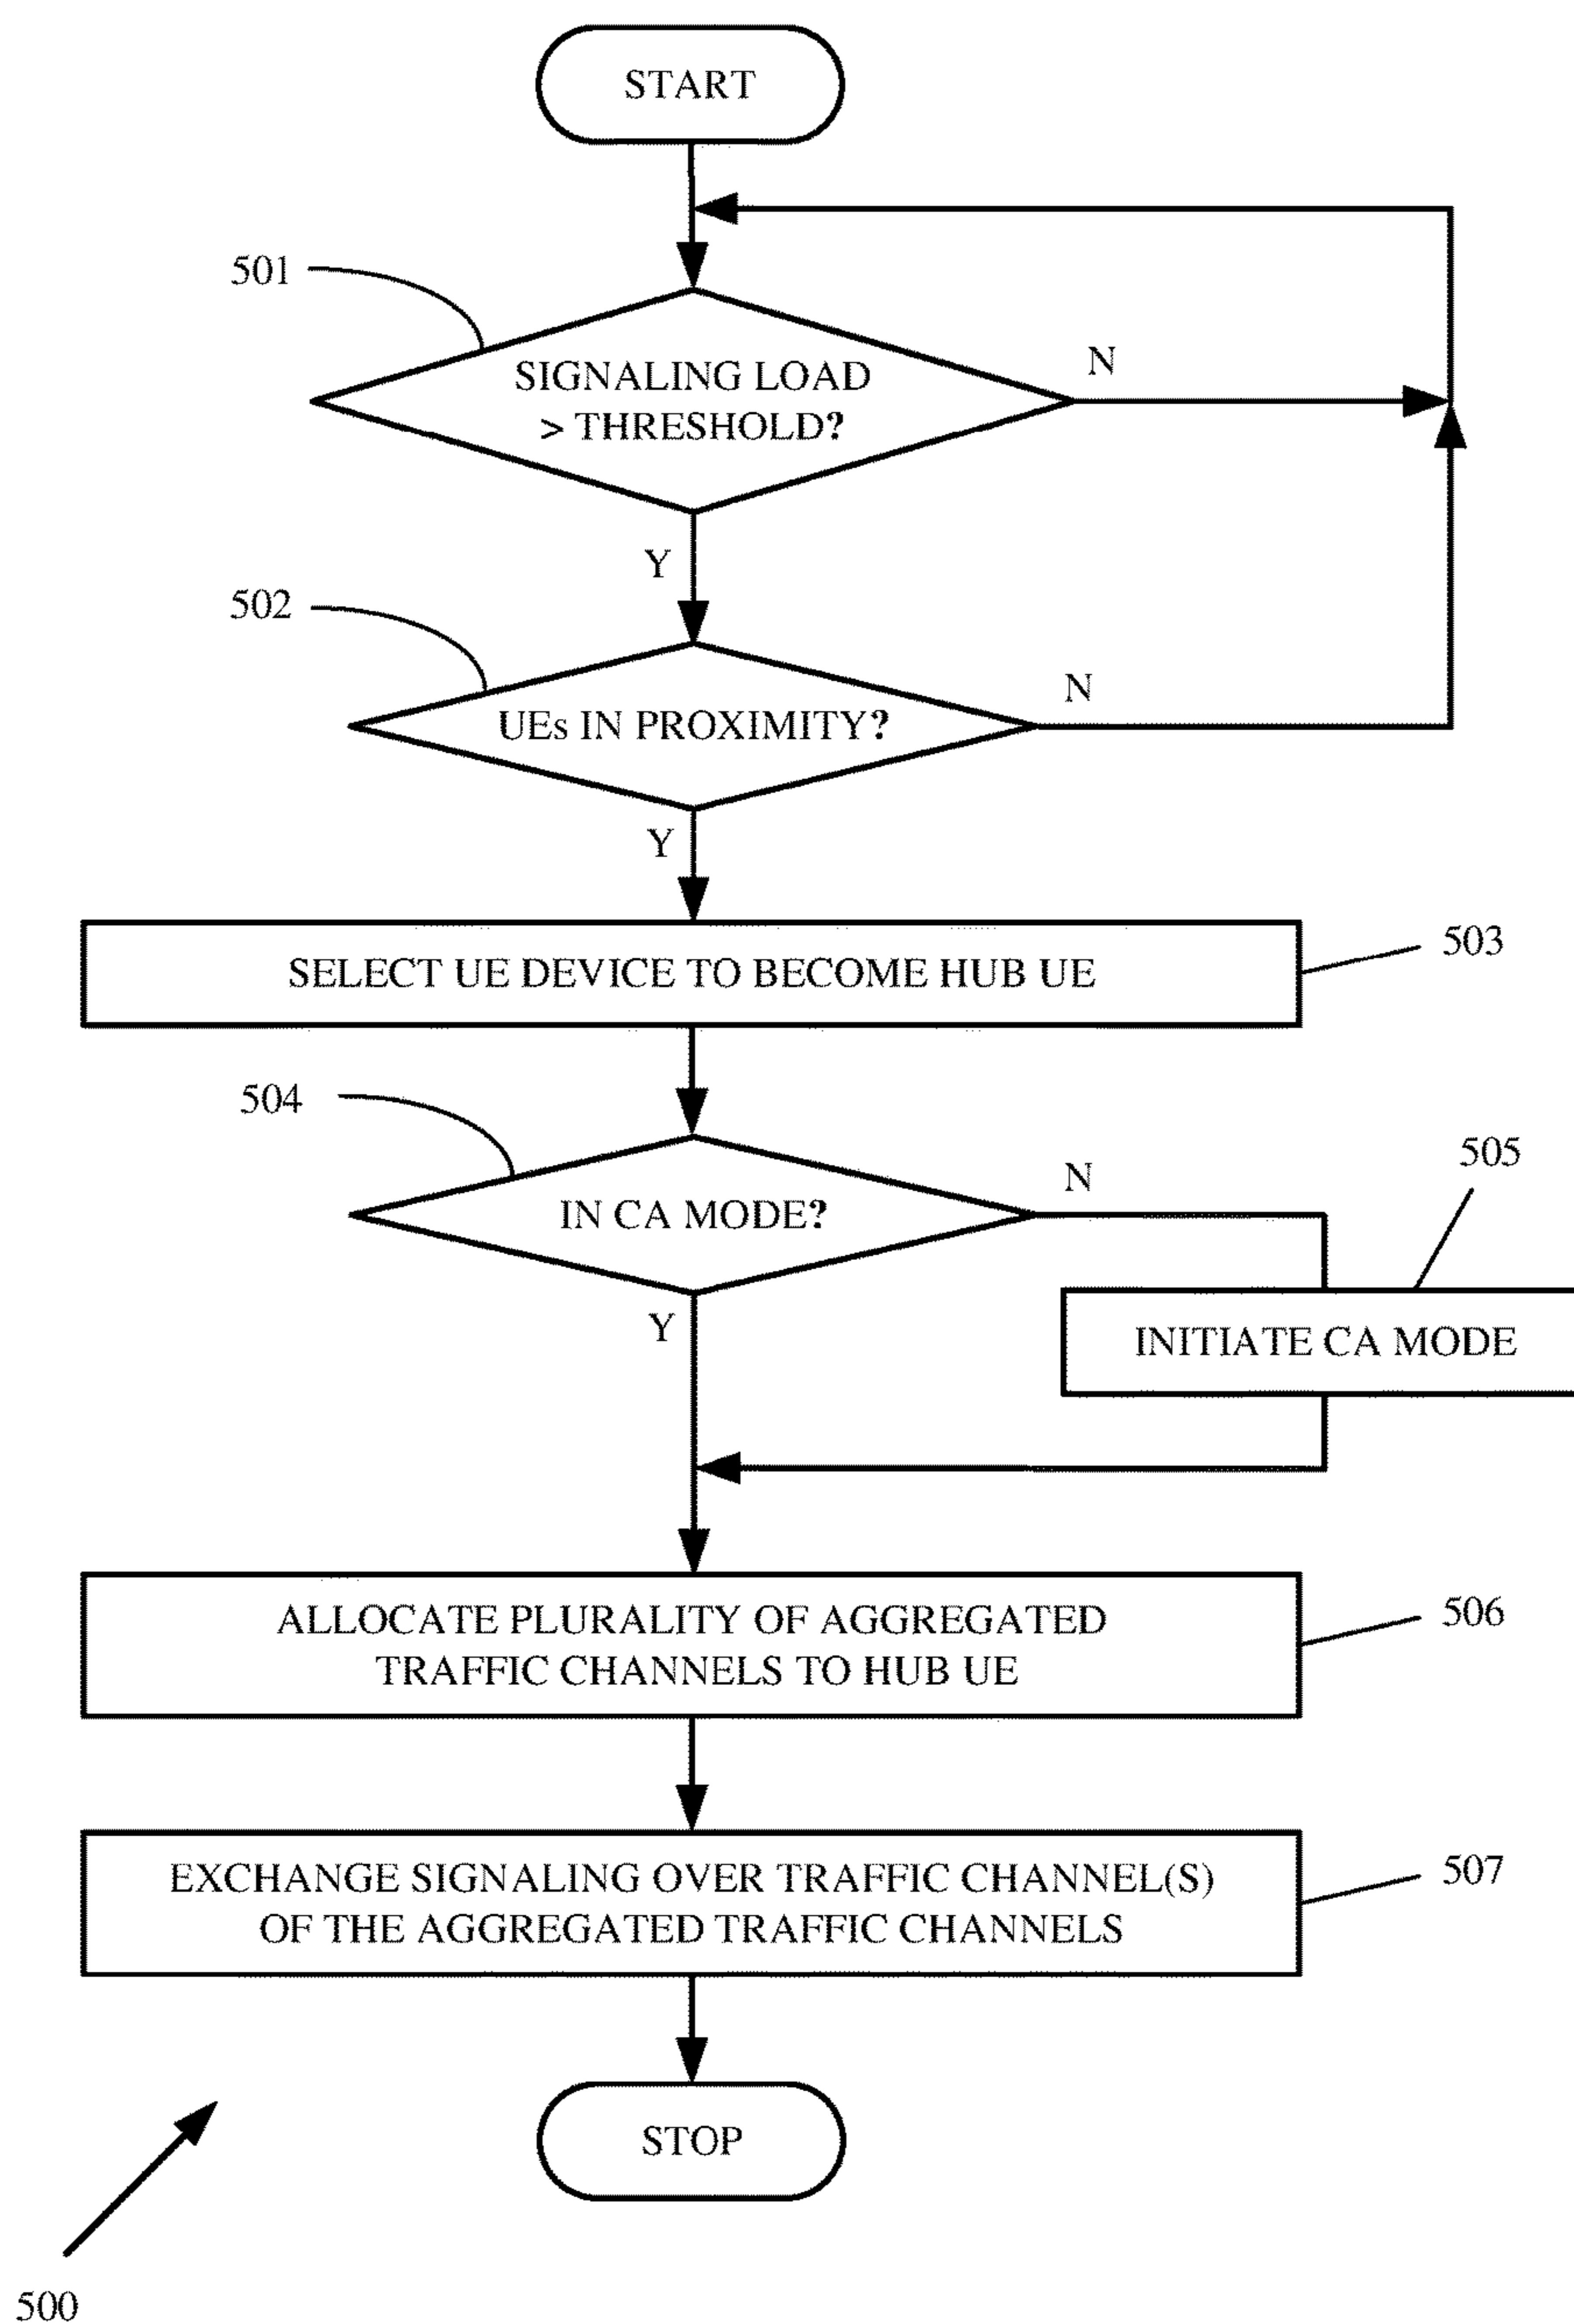 START
501
SIGNALING LOAD
> THRESHOLD?
N
Y
502
UEs IN PROXIMITY?
N
Y
SELECT UE DEVICE TO BECOME HUB UE
503
504
IN CA MODE?
N
505
Y
INITIATE CA MODE
ALLOCATE PLURALITY OF AGGREGATED
TRAFFIC CHANNELS TO HUB UE
506
EXCHANGE SIGNALING OVER TRAFFIC CHANNEL(S)
OF THE AGGREGATED TRAFFIC CHANNELS
507
STOP
500